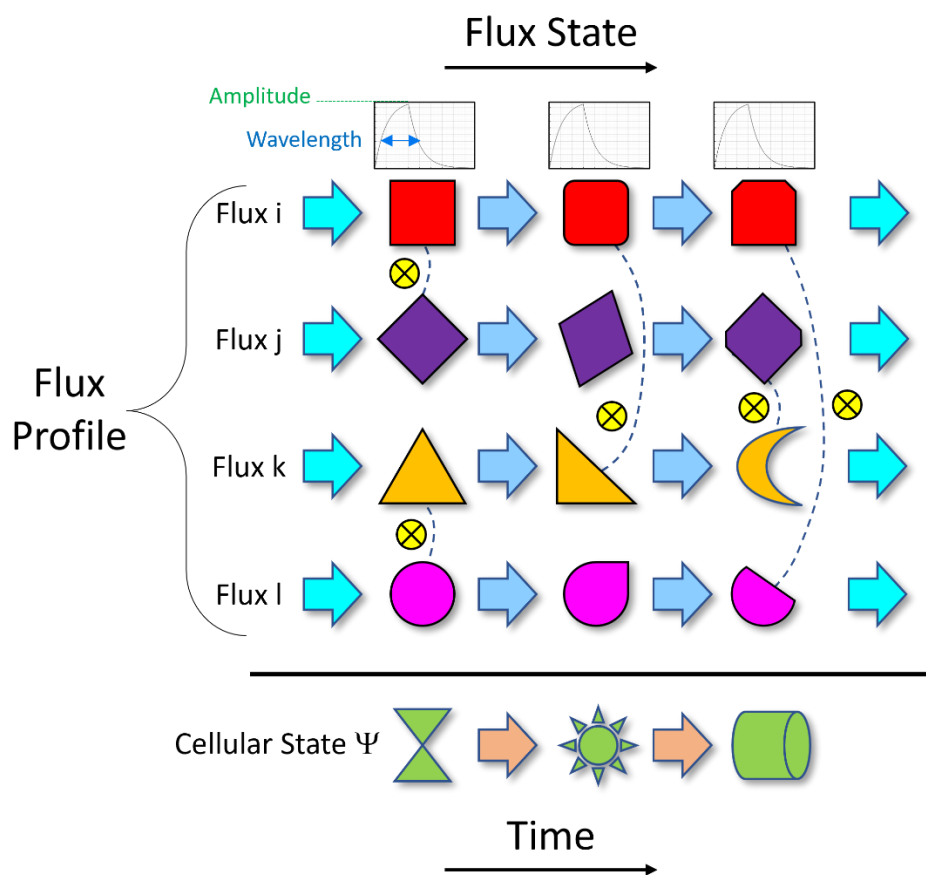 Flux State
Amplitude
Wavelength
Flux i
Flux j
Flux
Profile
Flux k
Flux l
Cellular State Ψ
Time